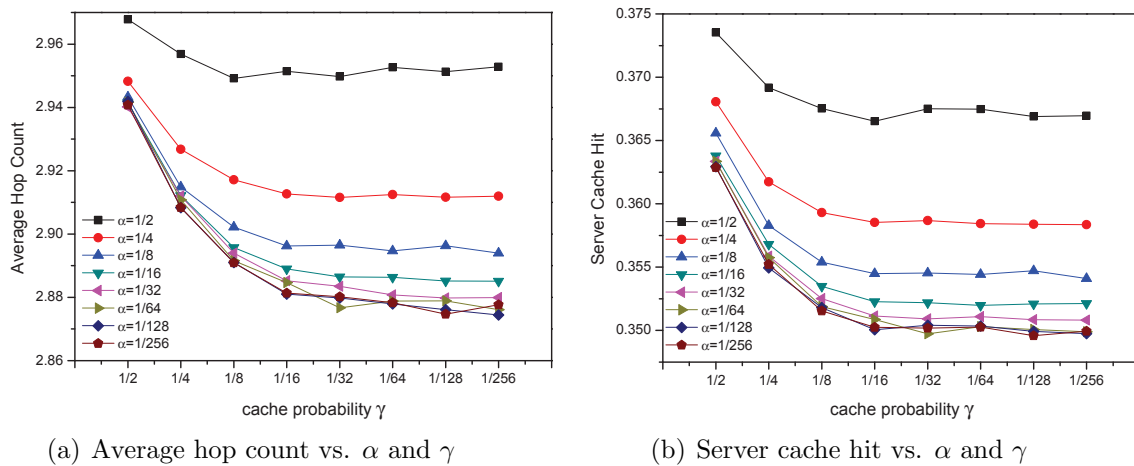 2.96
2.94
2.92
2.90
2.88
2.86
Average Hop Count
α=1/2
α=1/4
α=1/8
α=1/16
α=1/32
α=1/64
α=1/128
α=1/256
1/2 1/4 1/8 1/16 1/32 1/64 1/128 1/256
cache probability γ
(a) Average hop count vs. α and γ
0.375
0.370
0.365
0.360
0.355
0.350
Server Cache Hit
α=1/2
α=1/4
α=1/8
α=1/16
α=1/32
α=1/64
α=1/128
α=1/256
1/2 1/4 1/8 1/16 1/32 1/64 1/128 1/256
cache probability γ
(b) Server cache hit vs. α and γ